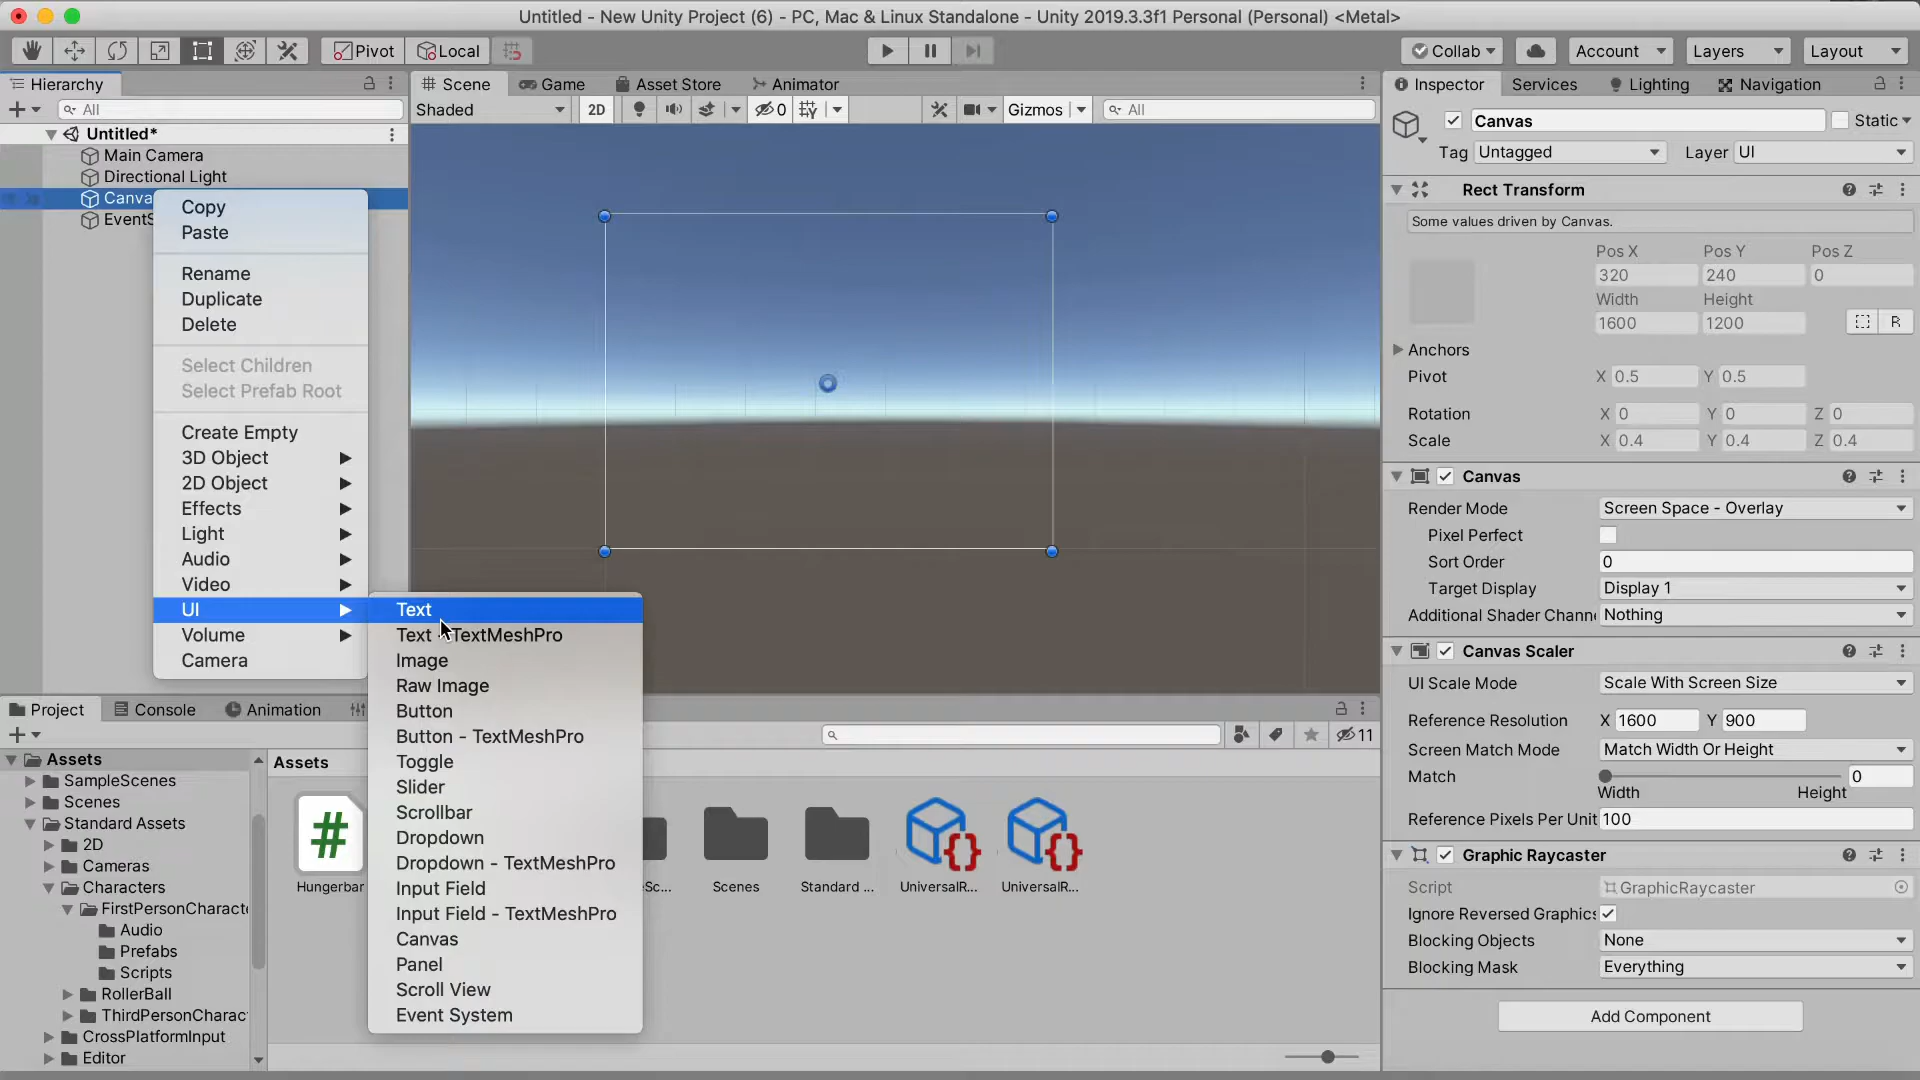 Untitled - New Unity Project (6) - PC, Mac & Linux Standalone - Unity 2019.3.3f1 Personal (Personal) <Metal>
Pivot
Local
Collab
Account
Layers
Layout
Hierarchy
All
Untitled*
Main Camera
Directional Light
Canva
EventS
Copy
Paste
Rename
Duplicate
Delete
Select Children
Select Prefab Root
Create Empty
3D Object
2D Object
Effects
Light
Audio
Video
UI
Volume
Camera
Text
Text - TextMeshPro
Image
Raw Image
Button
Button - TextMeshPro
Toggle
Slider
Scrollbar
Dropdown
Dropdown - TextMeshPro
Input Field
Input Field - TextMeshPro
Canvas
Panel
Scroll View
Event System
Scene
Game
Asset Store
Animator
Shaded
2D
0
Gizmos
All
Project
Console
Animation
11
Assets
SampleScenes
Scenes
Standard Assets
2D
Cameras
Characters
FirstPersonCharacte
Audio
Prefabs
Scripts
RollerBall
ThirdPersonCharac
CrossPlatformInput
Editor
Assets
Hungerbar
eSc...
Scenes
Standard ...
UniversalR...
UniversalR...
Inspector
Services
Lighting
Navigation
Canvas
Static
Tag Untagged
Layer UI
Rect Transform
Some values driven by Canvas.
Pos X Pos Y Pos Z
320 240 0
Width Height
1600 1200
R
Anchors
Pivot X 0.5 Y 0.5
Rotation X 0 Y 0 Z 0
Scale X 0.4 Y 0.4 Z 0.4
Canvas
Render Mode Screen Space - Overlay
Pixel Perfect
Sort Order 0
Target Display Display 1
Additional Shader Chann Nothing
Canvas Scaler
UI Scale Mode Scale With Screen Size
Reference Resolution X 1600 Y 900
Screen Match Mode Match Width Or Height
Match 0
Width Height
Reference Pixels Per Unit 100
Graphic Raycaster
Script GraphicRaycaster
Ignore Reversed Graphics
Blocking Objects None
Blocking Mask Everything
Add Component